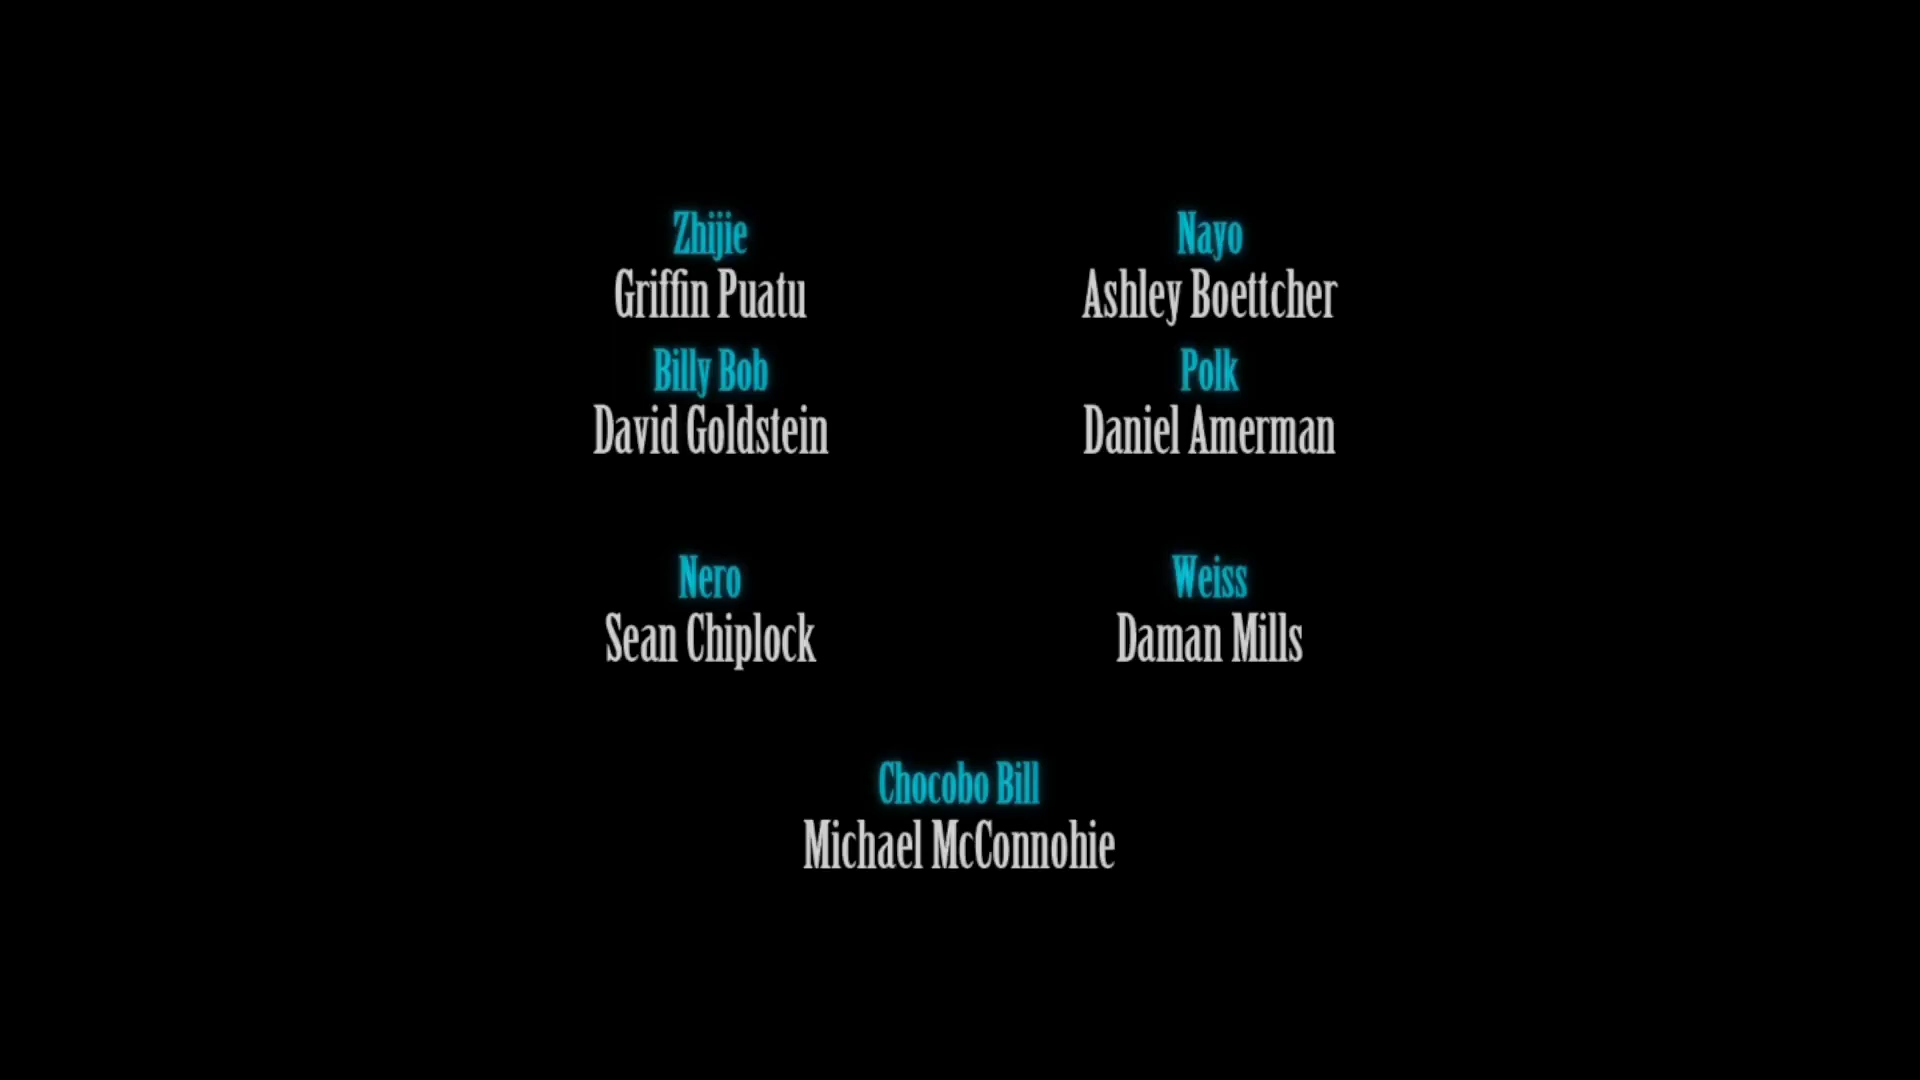 Zhijie
Griffin Puatu
Nayo
Ashley Boettcher
Billy Bob
David Goldstein
Polk
Daniel Amerman
Nero
Sean Chiplock
Weiss
Daman Mills
Chocobo Bill
Michael McConnohie